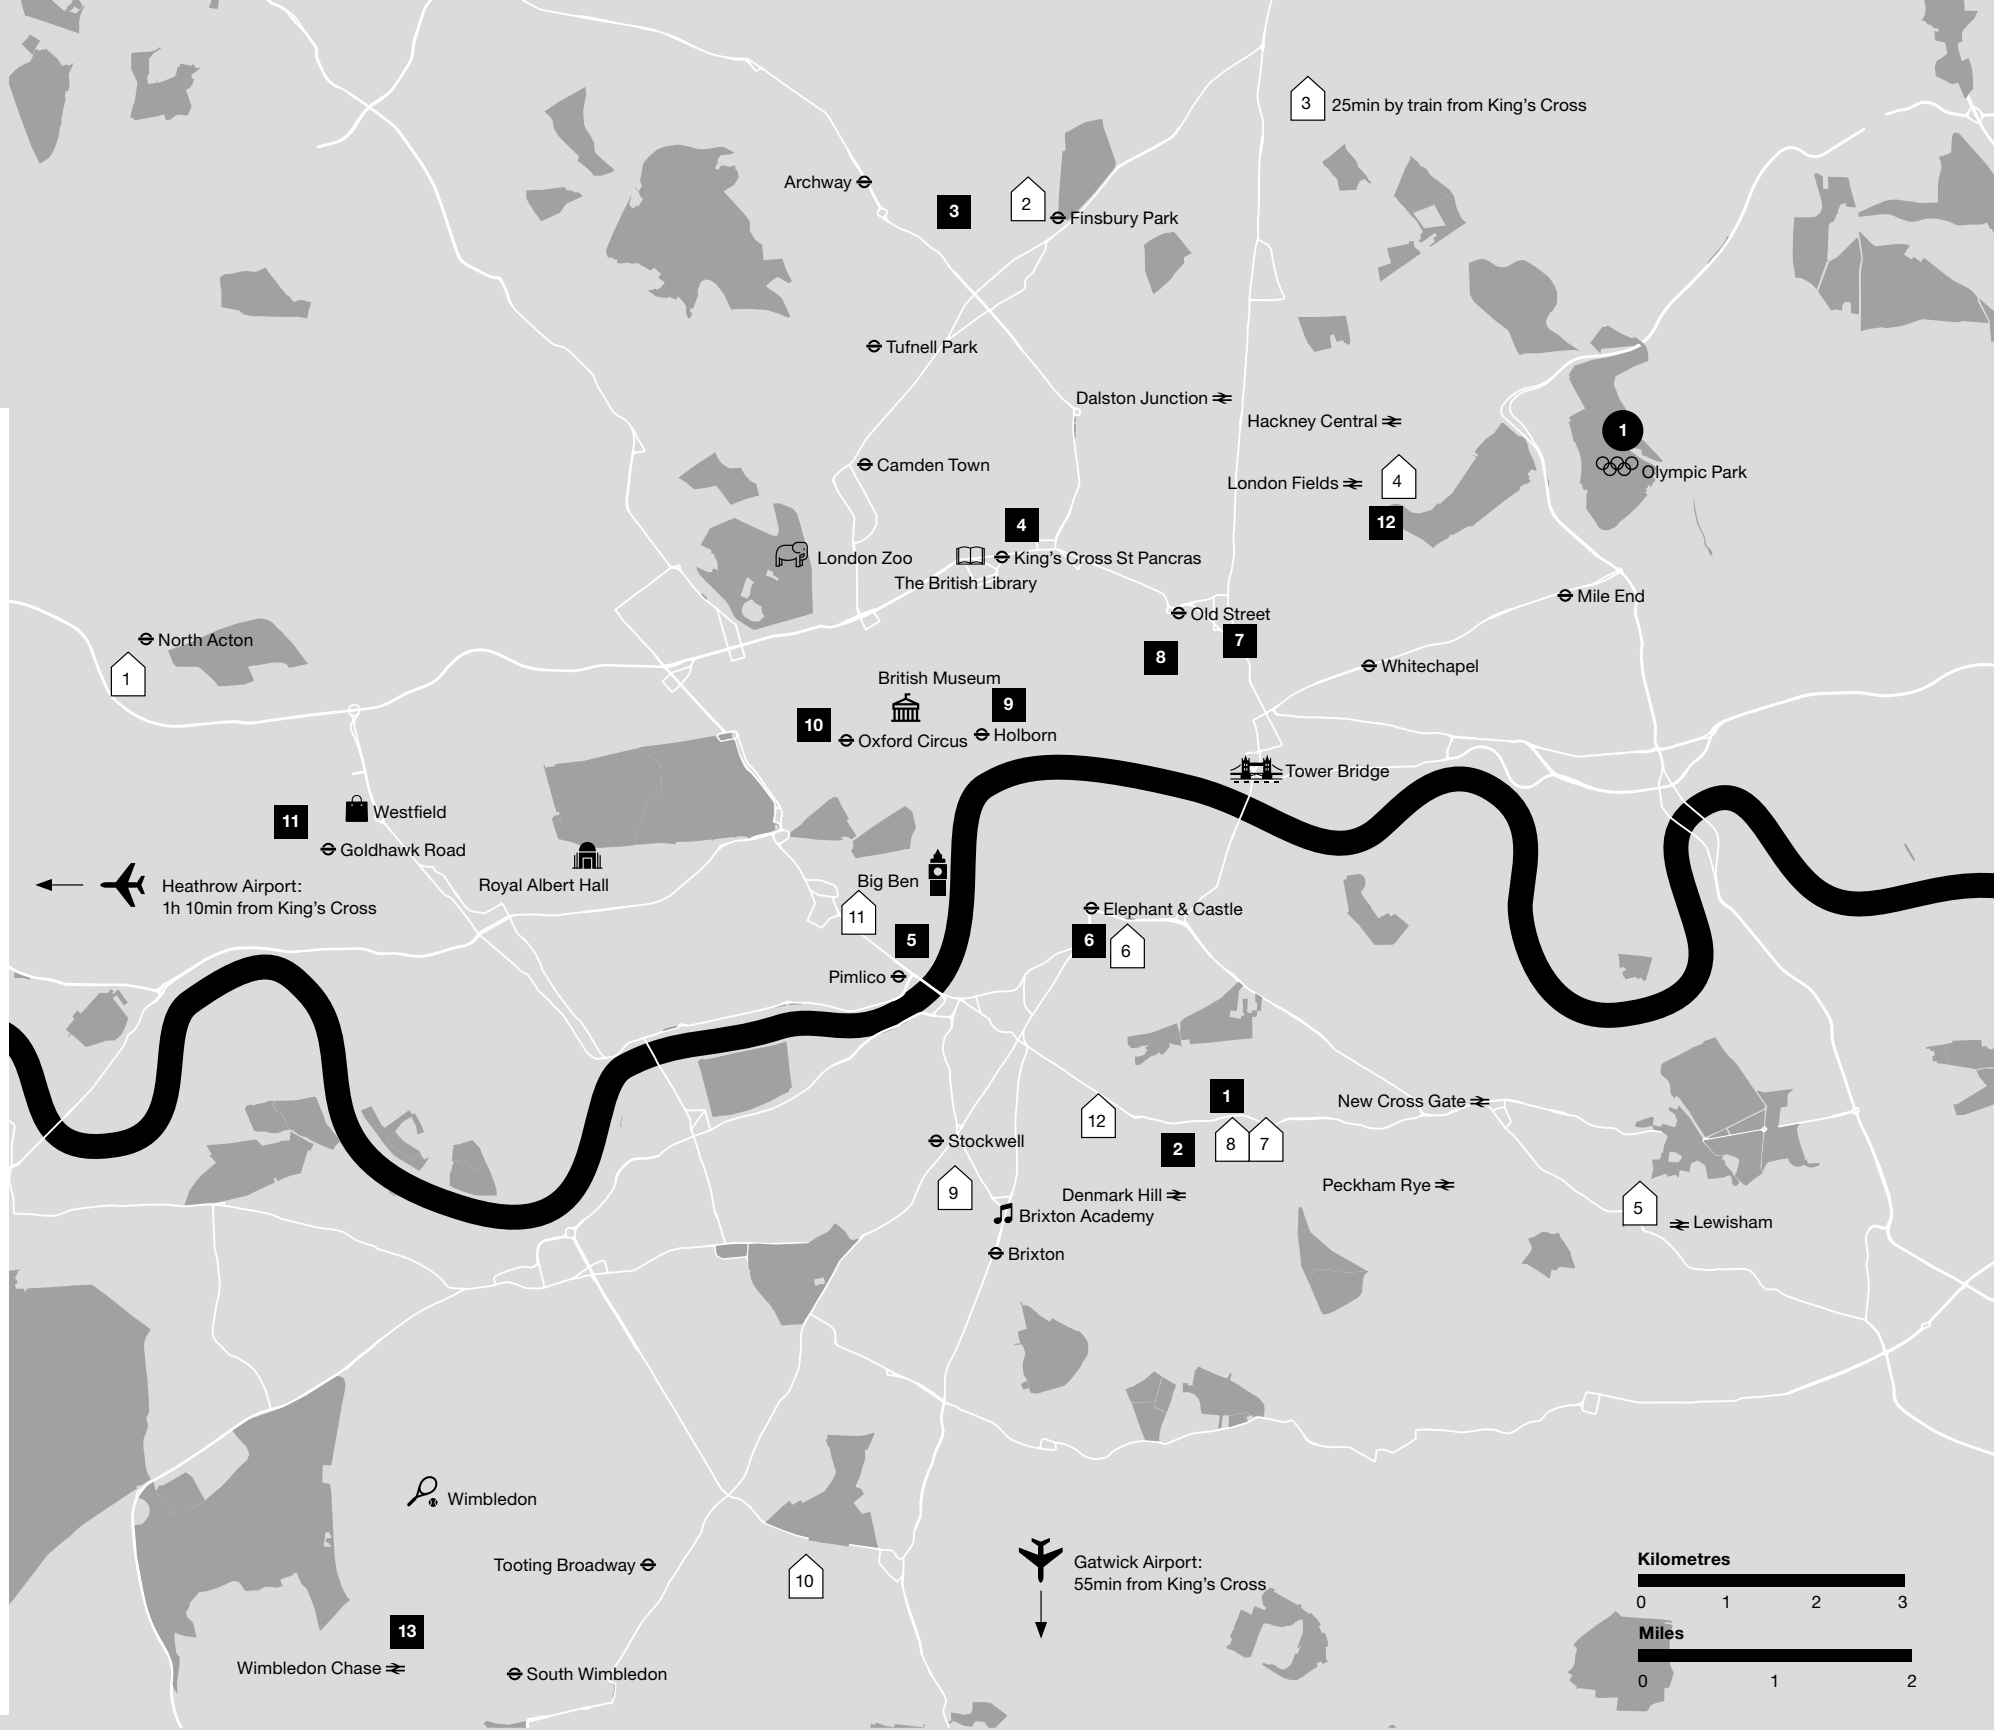 3
25min by train from King's Cross
Archway
3
2
Finsbury Park
Tufnell Park
Dalston Junction
Hackney Central
1
Olympic Park
Camden Town
London Fields
4
12
4
London Zoo
King's Cross St Pancras
The British Library
Mile End
Old Street
7
North Acton
1
8
Whitechapel
British Museum
9
10
Oxford Circus
Holborn
Tower Bridge
11
Westfield
Goldhawk Road
Heathrow Airport:
1h 10min from King's Cross
Royal Albert Hall
Big Ben
11
5
Pimlico
Elephant & Castle
6
6
1
New Cross Gate
12
8
7
2
Stockwell
9
Denmark Hill
Peckham Rye
Brixton Academy
5
Lewisham
Brixton
Wimbledon
Tooting Broadway
10
Gatwick Airport:
55min from King's Cross
13
Wimbledon Chase
South Wimbledon
Kilometres
0 1 2 3
Miles
0 1 2